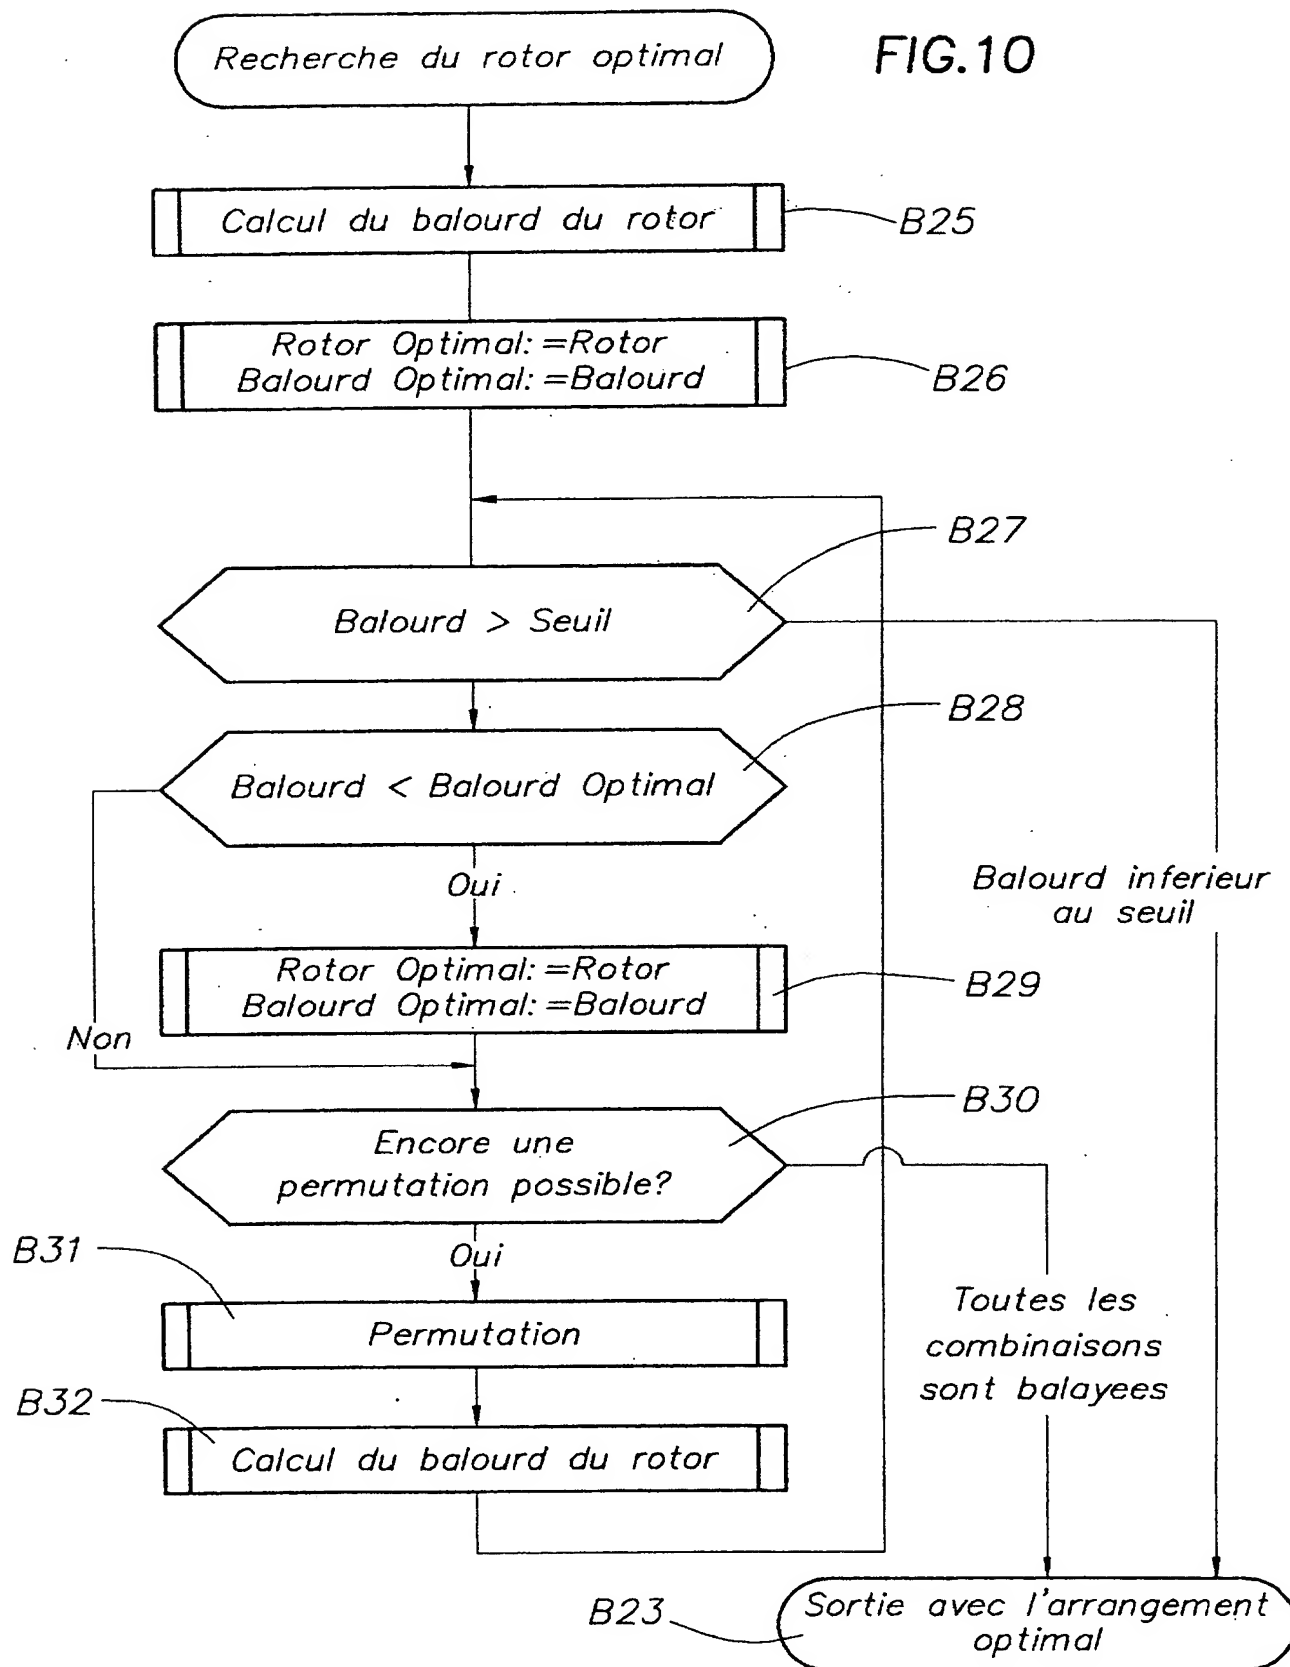 Recherche du rotor optimal
FIG.10
Calcul du balourd du rotor
B25
Rotor Optimal:=Rotor
Balourd Optimal:=Balourd
B26
B27
Balourd > Seuil
B28
Balourd < Balourd Optimal
Oui
Balourd inferieur
au seuil
Rotor Optimal:=Rotor
Balourd Optimal:=Balourd
B29
Non
B30
Encore une
permutation possible?
B31
Oui
Toutes les
combinaisons
sont balayees
Permutation
B32
Calcul du balourd du rotor
B23
Sortie avec l'arrangement
optimal